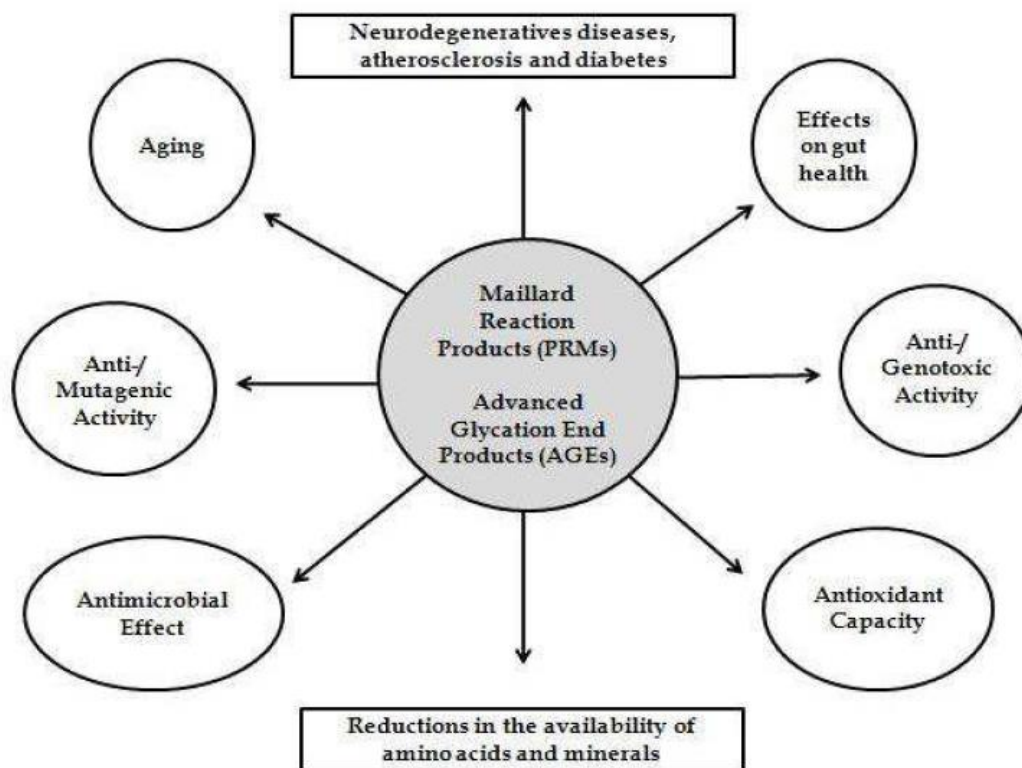 Neurodegeneratives diseases,
atherosclerosis and diabetes
Aging
Effects
on gut
health
Maillard
Reaction
Products (PRMs)
Advanced
Glycation End
Products (AGEs)
Anti-/
Mutagenic
Activity
Anti-/
Genotoxic
Activity
Antimicrobial
Effect
Antioxidant
Capacity
Reductions in the availability of
amino acids and minerals